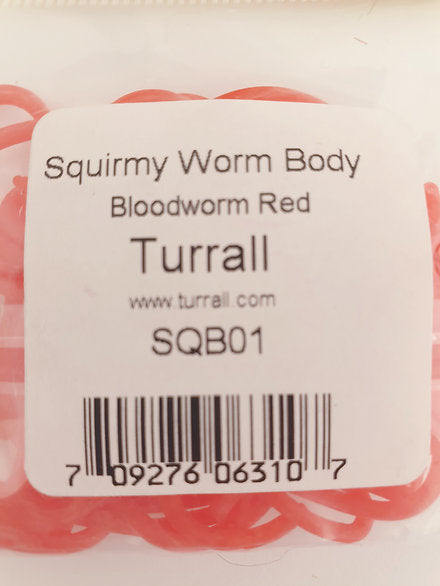 Squirmy Worm Body
Bloodworm Red
Turrall
www.turrall.com
SQB01
7 09276 06310 7